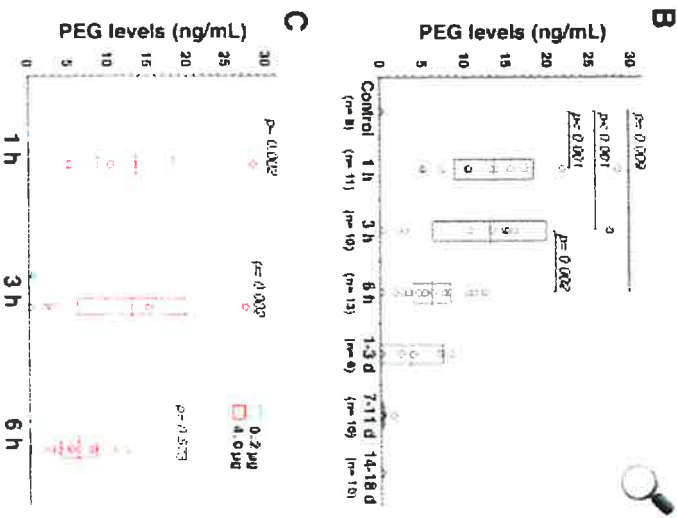 B
PEG levels (ng/mL)
30
25
20
15
10
5
p= 0.009
p< 0.001
p< 0.001
p= 0.002
Control 1 h 3 h 6 h 1-3 d 7-11 d 14-18 d
(n= 8) (n= 11) (n= 10) (n= 13) (n= 10) (n= 10)
C
PEG levels (ng/mL)
30
25
20
15
10
5
0
p= 0.002
p= 0.002
0.2 µg
4.0 µg
1 h 3 h 6 h